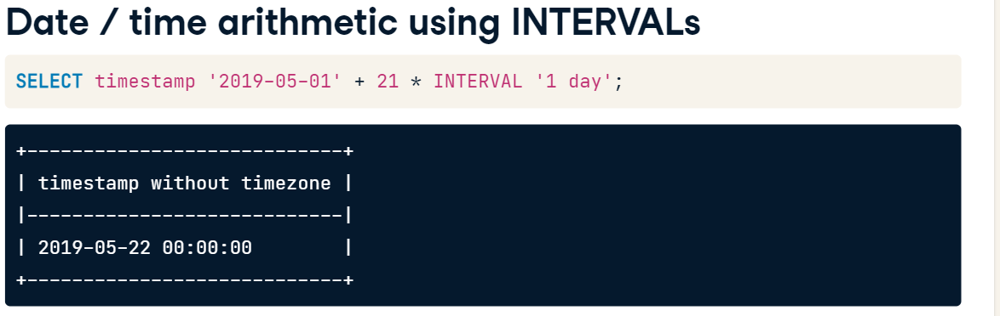 Date / time arithmetic using INTERVALs
SELECT timestamp '2019-05-01' + 21 * INTERVAL '1 day';
+----------------------------+
| timestamp without timezone |
|----------------------------|
| 2019-05-22 00:00:00        |
+----------------------------+